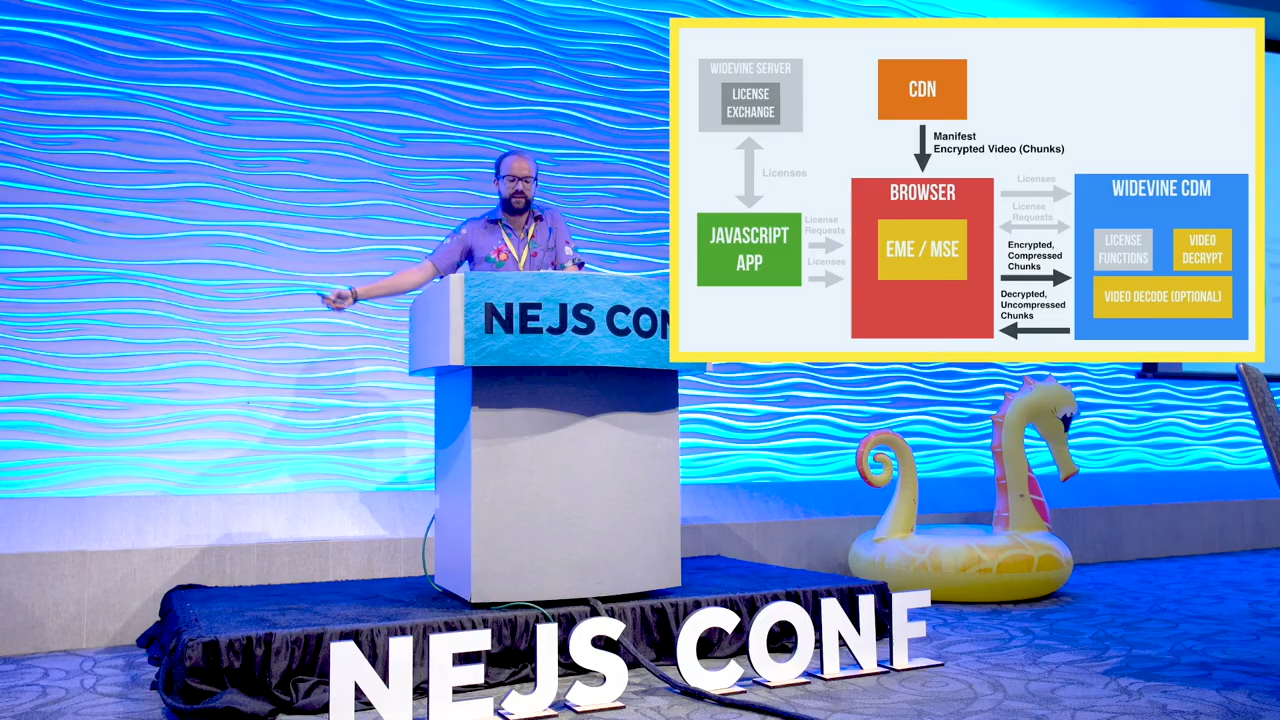 WIDEVINE SERVER
LICENSE
EXCHANGE
Licenses
JAVASCRIPT
APP
CDN
Manifest
Encrypted Video (Chunks)
License
Requests
Licenses
BROWSER
EME / MSE
Licenses
License
Requests
Encrypted,
Compressed
Chunks
Decrypted,
Uncompressed
Chunks
WIDEVINE CDM
LICENSE
FUNCTIONS
VIDEO
DECRYPT
VIDEO DECODE (OPTIONAL)
NEJS CON
NEJS CONF